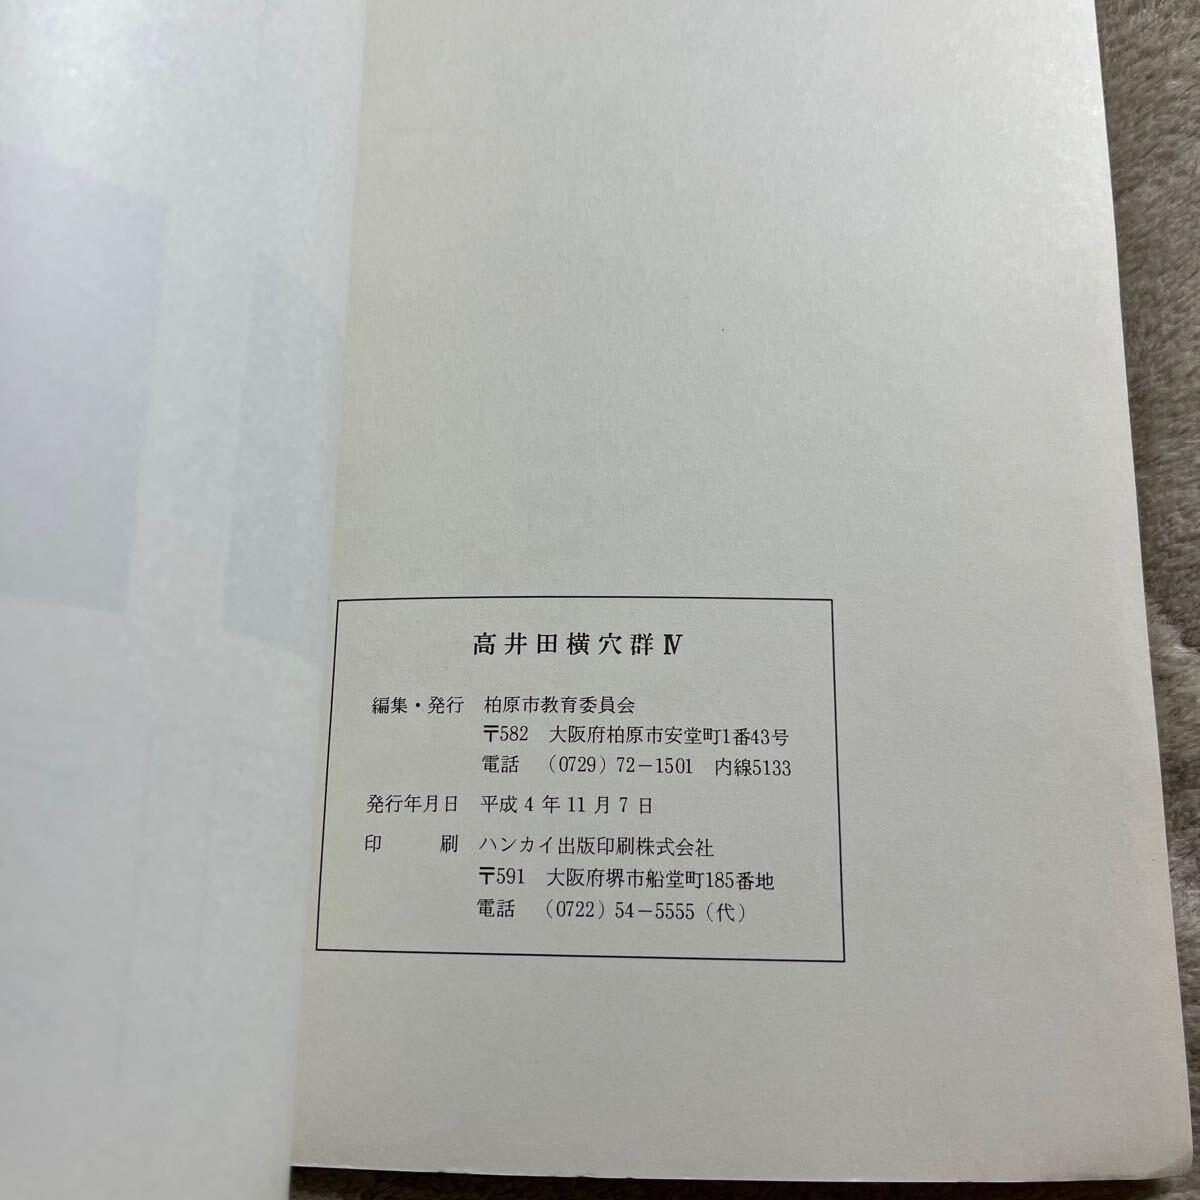 高井田横穴群Ⅳ
編集・発行 柏原市教育委員会
〒582 大阪府柏原市安堂町1番43号
電話 (0729) 72-1501 内線5133
発行年月日 平成4年11月7日
印刷 ハンカイ出版印刷株式会社
〒591 大阪府堺市船堂町185番地
電話 (0722) 54-5555 (代)